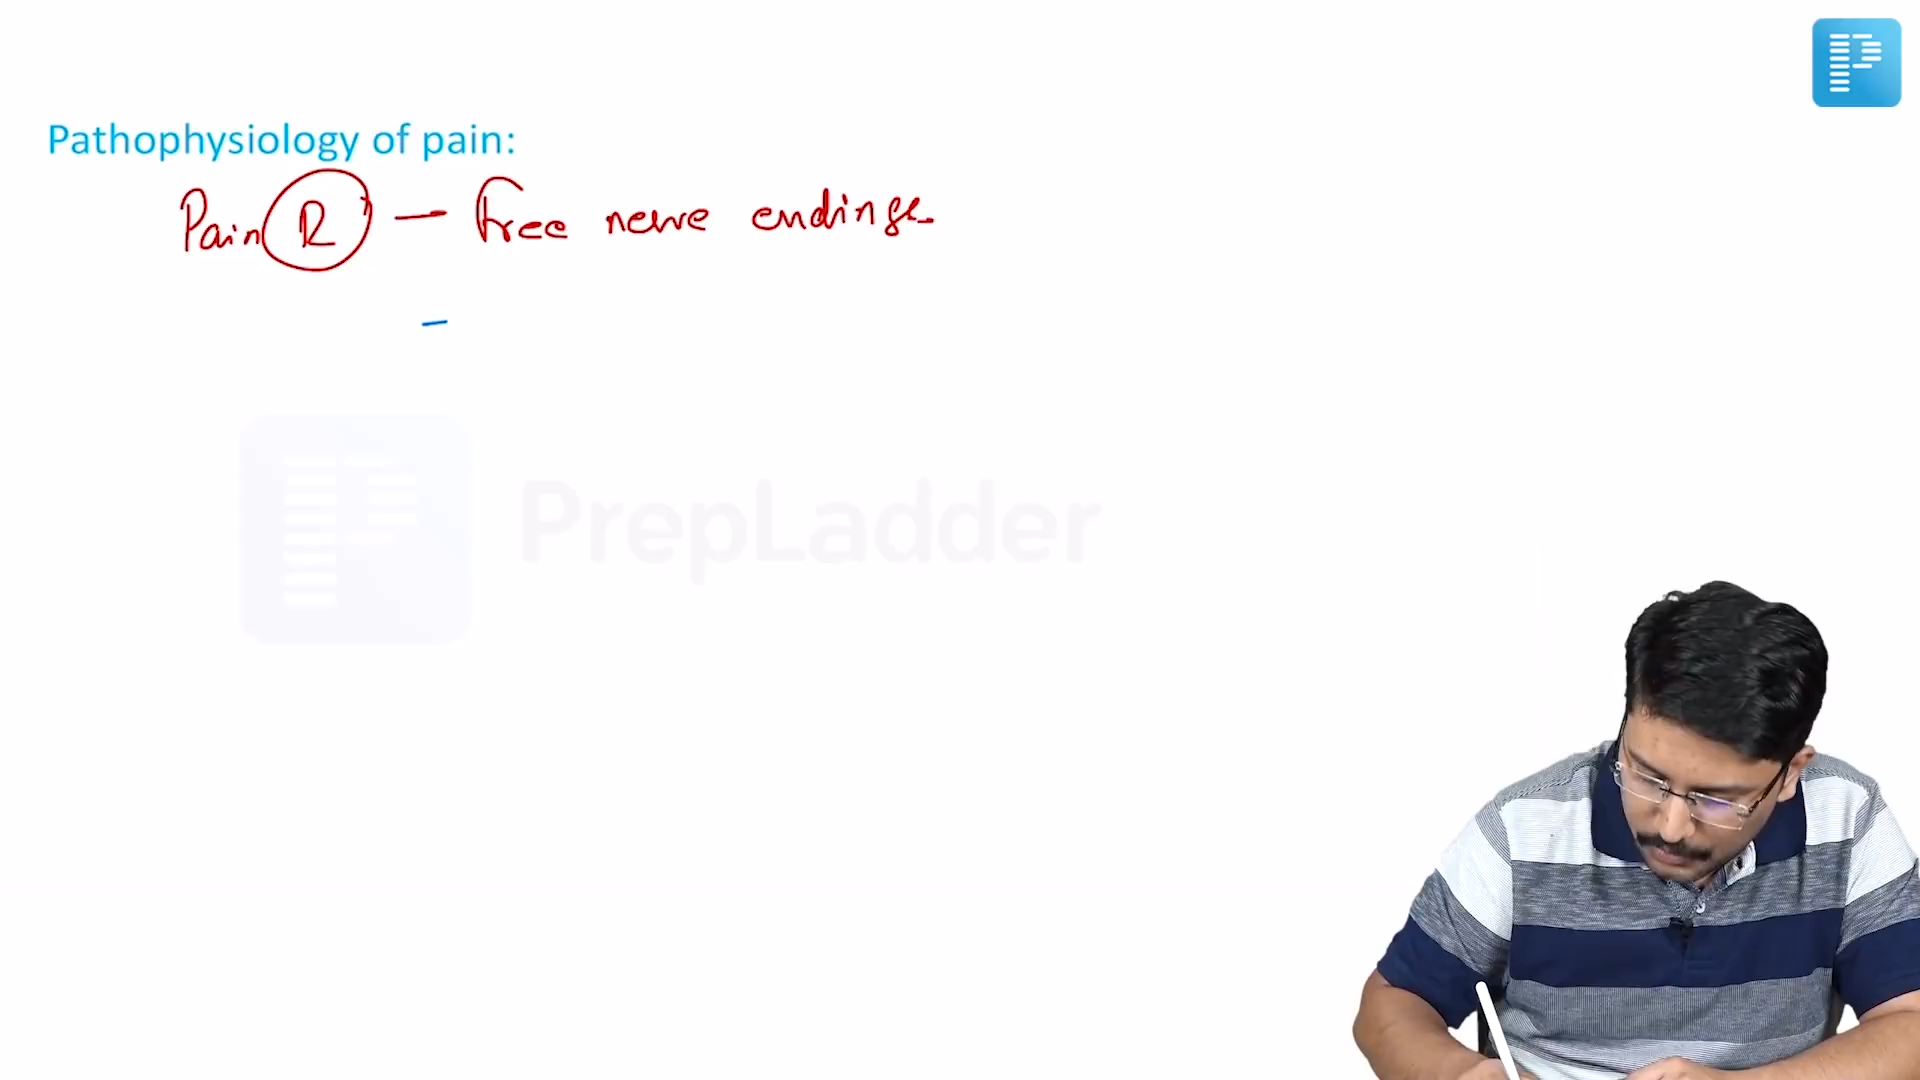 Pathophysiology of pain:
Pain R — free nerve endings
PrepLadder